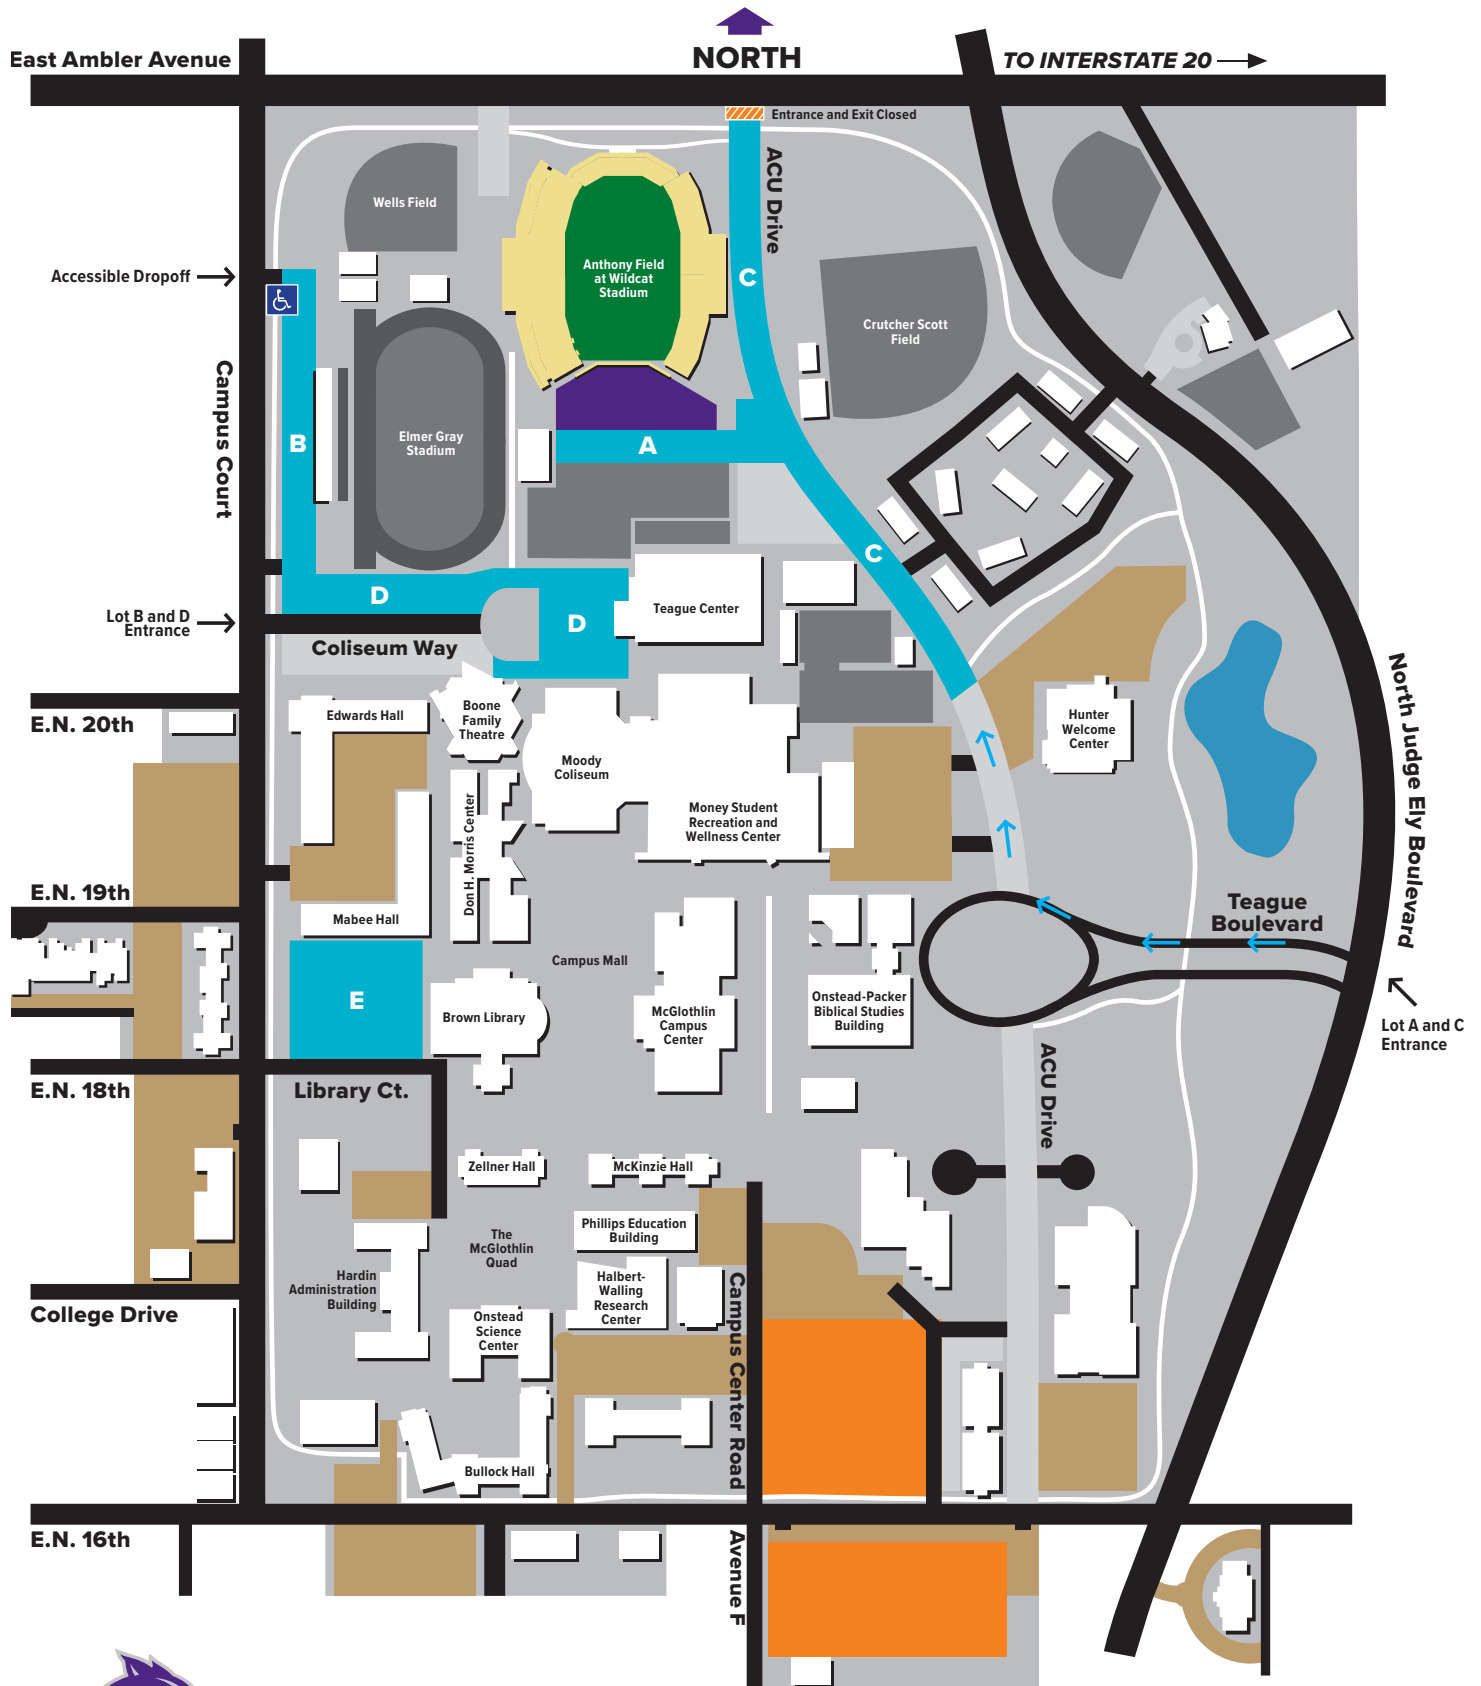 NORTH
East Ambler Avenue
TO INTERSTATE 20
Entrance and Exit Closed
ACU Drive
Wells Field
Accessible Dropoff
Anthony Field
at Wildcat
Stadium
C
Crutcher Scott
Field
Campus Court
B
Elmer Gray
Stadium
A
C
D
D
Teague Center
Lot B and D
Entrance
Coliseum Way
North Judge Ely Boulevard
E.N. 20th
Edwards Hall
Boone
Family
Theatre
Hunter
Welcome
Center
Moody
Coliseum
Don H. Morris Center
Money Student
Recreation and
Wellness Center
E.N. 19th
Mabee Hall
Teague
Boulevard
Campus Mall
E
Brown Library
McGlothlin
Campus
Center
Onstead-Packer
Biblical Studies
Building
Lot A and C
Entrance
E.N. 18th
Library Ct.
ACU Drive
Zellner Hall
McKinzie Hall
The
McGlothlin
Quad
Phillips Education
Building
Hardin
Administration
Building
Halbert-
Walling
Research
Center
Campus Center Road
College Drive
Onstead
Science
Center
Bullock Hall
E.N. 16th
Avenue F